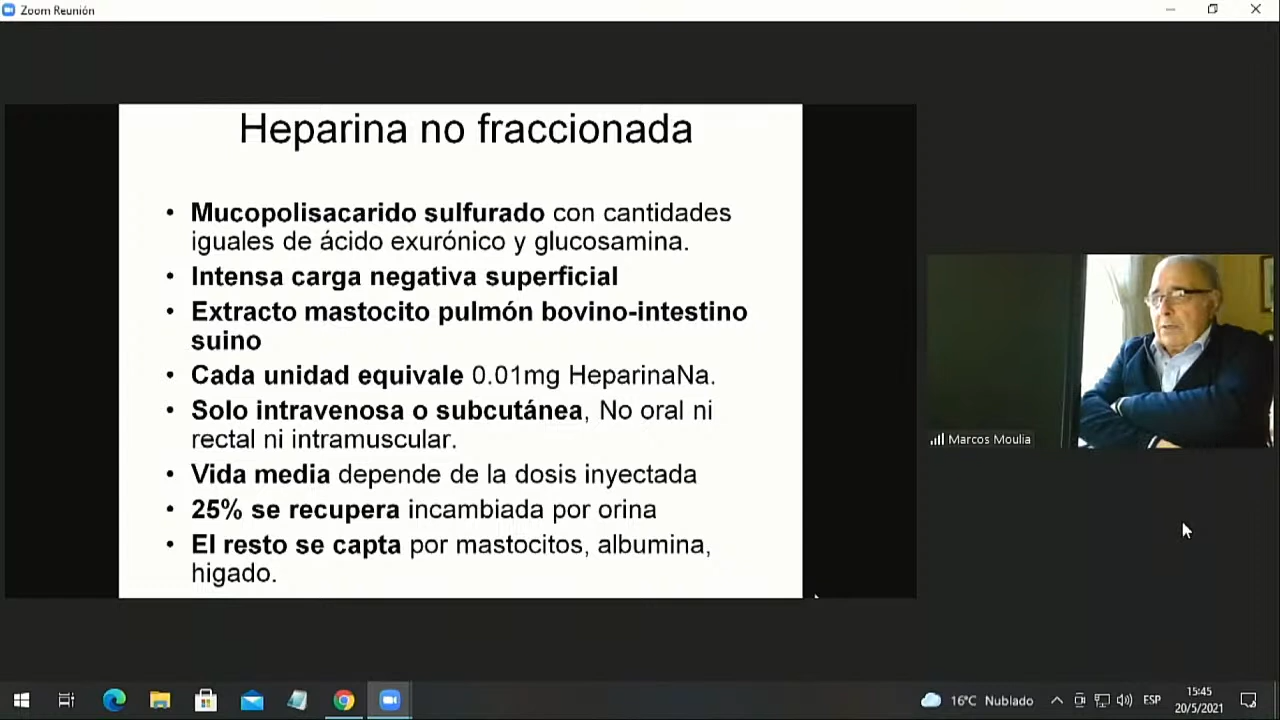 Zoom Reunión
Heparina no fraccionada
• Mucopolisacarido sulfurado con cantidades
iguales de ácido exurónico y glucosamina.
• Intensa carga negativa superficial
• Extracto mastocito pulmón bovino-intestino
suino
• Cada unidad equivale 0.01mg HeparinaNa.
• Solo intravenosa o subcutánea, No oral ni
rectal ni intramuscular.
• Vida media depende de la dosis inyectada
• 25% se recupera incambiada por orina
• El resto se capta por mastocitos, albumina,
higado.
Marcos Moulia
16°C Nublado
ESP
15:45
20/5/2021